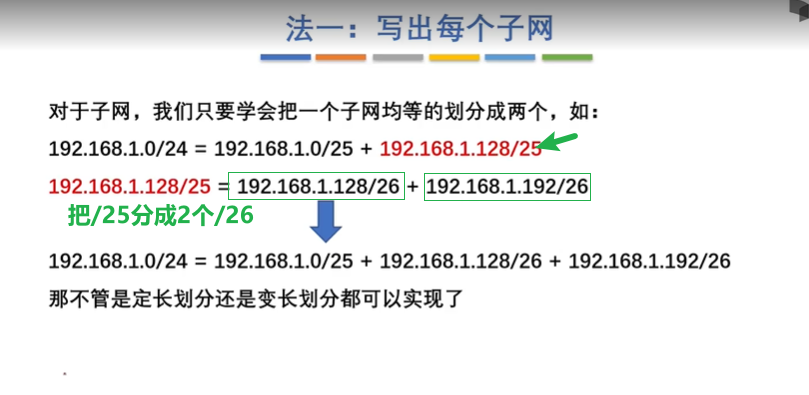 法一：写出每个子网
对于子网，我们只要学会把一个子网均等的划分成两个，如：
192.168.1.0/24 = 192.168.1.0/25 + 192.168.1.128/25
192.168.1.128/25 = 192.168.1.128/26 + 192.168.1.192/26
把/25分成2个/26
192.168.1.0/24 = 192.168.1.0/25 + 192.168.1.128/26 + 192.168.1.192/26
那不管是定长划分还是变长划分都可以实现了